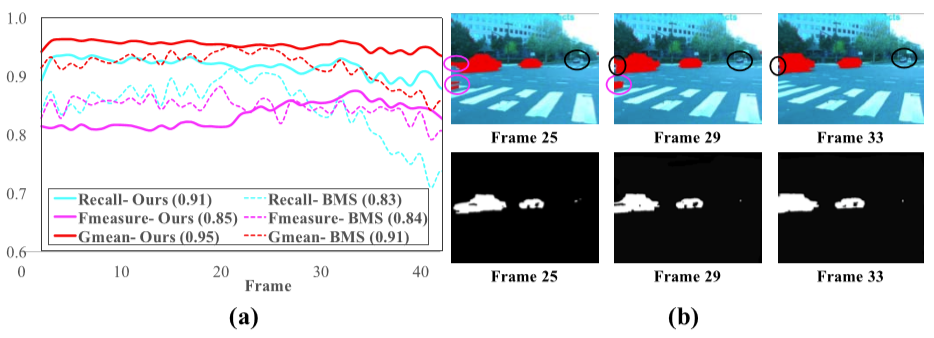 1.0
0.9
0.8
0.7
0.6
0 10 20 30 40
Frame
Recall- Ours (0.91) Recall- BMS (0.83)
Fmeasure- Ours (0.85) Fmeasure- BMS (0.84)
Gmean- Ours (0.95) Gmean- BMS (0.91)
(a)
Frame 25 Frame 29 Frame 33
Frame 25 Frame 29 Frame 33
(b)